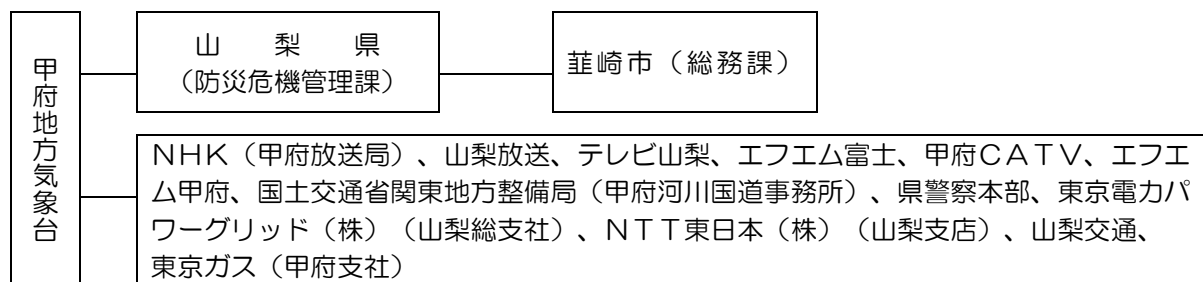 甲府地方気象台
山　梨　県
（防災危機管理課）
韮崎市（総務課）
ＮＨＫ（甲府放送局）、山梨放送、テレビ山梨、エフエム富士、甲府ＣＡＴＶ、エフエ
ム甲府、国土交通省関東地方整備局（甲府河川国道事務所）、県警察本部、東京電力パ
ワーグリッド（株）（山梨総支社）、ＮＴＴ東日本（株）（山梨支店）、山梨交通、
東京ガス（甲府支社）